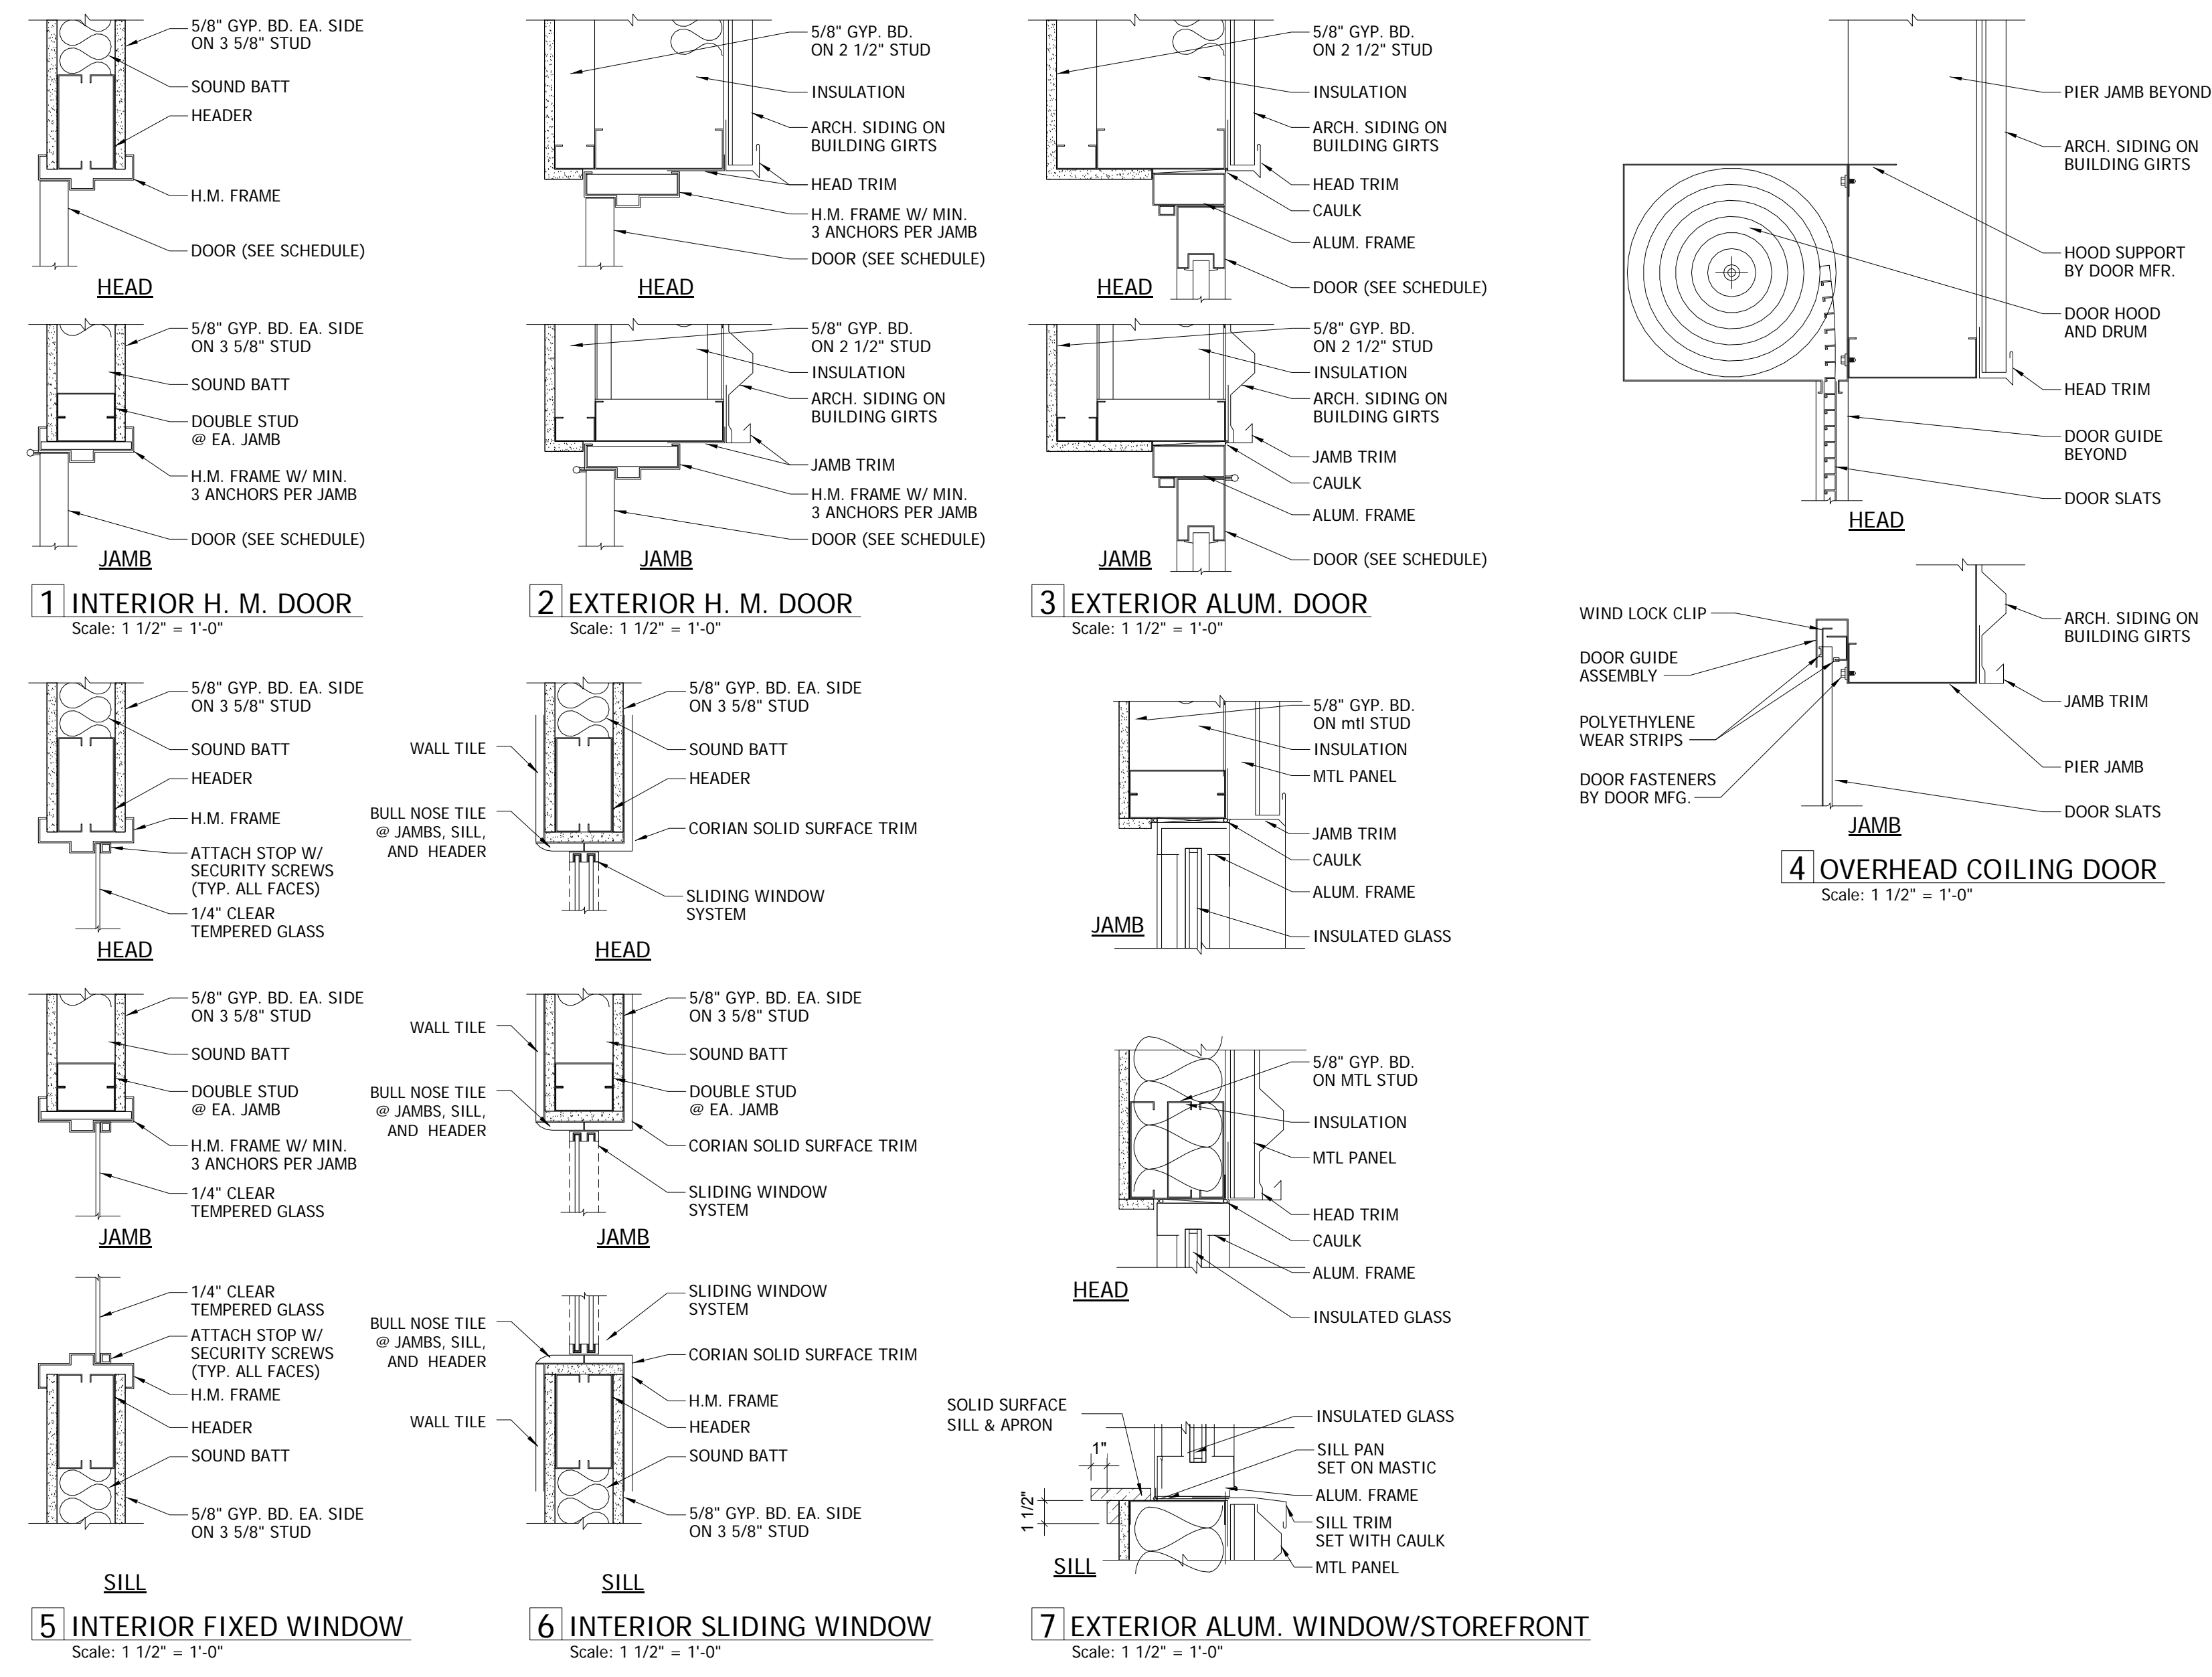 5/8" GYP. BD. EA. SIDE
ON 3 5/8" STUD
SOUND BATT
HEADER
H.M. FRAME
DOOR (SEE SCHEDULE)
HEAD
5/8" GYP. BD. EA. SIDE
ON 3 5/8" STUD
SOUND BATT
DOUBLE STUD
@ EA. JAMB
H.M. FRAME W/ MIN.
3 ANCHORS PER JAMB
DOOR (SEE SCHEDULE)
JAMB
1 INTERIOR H. M. DOOR
Scale: 1 1/2" = 1'-0"
5/8" GYP. BD.
ON 2 1/2" STUD
INSULATION
ARCH. SIDING ON
BUILDING GIRTS
HEAD TRIM
H.M. FRAME W/ MIN.
3 ANCHORS PER JAMB
DOOR (SEE SCHEDULE)
HEAD
5/8" GYP. BD.
ON 2 1/2" STUD
INSULATION
ARCH. SIDING ON
BUILDING GIRTS
JAMB TRIM
H.M. FRAME W/ MIN.
3 ANCHORS PER JAMB
DOOR (SEE SCHEDULE)
JAMB
2 EXTERIOR H. M. DOOR
Scale: 1 1/2" = 1'-0"
5/8" GYP. BD.
ON 2 1/2" STUD
INSULATION
ARCH. SIDING ON
BUILDING GIRTS
HEAD TRIM
CAULK
ALUM. FRAME
DOOR (SEE SCHEDULE)
HEAD
5/8" GYP. BD.
ON 2 1/2" STUD
INSULATION
ARCH. SIDING ON
BUILDING GIRTS
JAMB TRIM
CAULK
ALUM. FRAME
DOOR (SEE SCHEDULE)
JAMB
3 EXTERIOR ALUM. DOOR
Scale: 1 1/2" = 1'-0"
PIER JAMB BEYOND
ARCH. SIDING ON
BUILDING GIRTS
HOOD SUPPORT
BY DOOR MFR.
DOOR HOOD
AND DRUM
HEAD TRIM
DOOR GUIDE
BEYOND
DOOR SLATS
HEAD
WIND LOCK CLIP
DOOR GUIDE
ASSEMBLY
POLYETHYLENE
WEAR STRIPS
DOOR FASTENERS
BY DOOR MFG.
ARCH. SIDING ON
BUILDING GIRTS
JAMB TRIM
PIER JAMB
DOOR SLATS
JAMB
4 OVERHEAD COILING DOOR
Scale: 1 1/2" = 1'-0"
5/8" GYP. BD. EA. SIDE
ON 3 5/8" STUD
SOUND BATT
HEADER
H.M. FRAME
ATTACH STOP W/
SECURITY SCREWS
(TYP. ALL FACES)
1/4" CLEAR
TEMPERED GLASS
HEAD
5/8" GYP. BD. EA. SIDE
ON 3 5/8" STUD
SOUND BATT
DOUBLE STUD
@ EA. JAMB
H.M. FRAME W/ MIN.
3 ANCHORS PER JAMB
1/4" CLEAR
TEMPERED GLASS
JAMB
1/4" CLEAR
TEMPERED GLASS
ATTACH STOP W/
SECURITY SCREWS
(TYP. ALL FACES)
H.M. FRAME
HEADER
SOUND BATT
5/8" GYP. BD. EA. SIDE
ON 3 5/8" STUD
SILL
5 INTERIOR FIXED WINDOW
Scale: 1 1/2" = 1'-0"
WALL TILE
BULL NOSE TILE
@ JAMBS, SILL,
AND HEADER
5/8" GYP. BD. EA. SIDE
ON 3 5/8" STUD
SOUND BATT
HEADER
CORIAN SOLID SURFACE TRIM
SLIDING WINDOW
SYSTEM
HEAD
WALL TILE
BULL NOSE TILE
@ JAMBS, SILL,
AND HEADER
5/8" GYP. BD. EA. SIDE
ON 3 5/8" STUD
SOUND BATT
DOUBLE STUD
@ EA. JAMB
CORIAN SOLID SURFACE TRIM
SLIDING WINDOW
SYSTEM
JAMB
BULL NOSE TILE
@ JAMBS, SILL,
AND HEADER
WALL TILE
SLIDING WINDOW
SYSTEM
CORIAN SOLID SURFACE TRIM
H.M. FRAME
HEADER
SOUND BATT
5/8" GYP. BD. EA. SIDE
ON 3 5/8" STUD
SILL
6 INTERIOR SLIDING WINDOW
Scale: 1 1/2" = 1'-0"
5/8" GYP. BD.
ON mtl STUD
INSULATION
MTL PANEL
JAMB TRIM
CAULK
ALUM. FRAME
INSULATED GLASS
JAMB
5/8" GYP. BD.
ON MTL STUD
INSULATION
MTL PANEL
HEAD TRIM
CAULK
ALUM. FRAME
INSULATED GLASS
HEAD
SOLID SURFACE
SILL & APRON
1"
1 1/2"
INSULATED GLASS
SILL PAN
SET ON MASTIC
ALUM. FRAME
SILL TRIM
SET WITH CAULK
MTL PANEL
SILL
7 EXTERIOR ALUM. WINDOW/STOREFRONT
Scale: 1 1/2" = 1'-0"